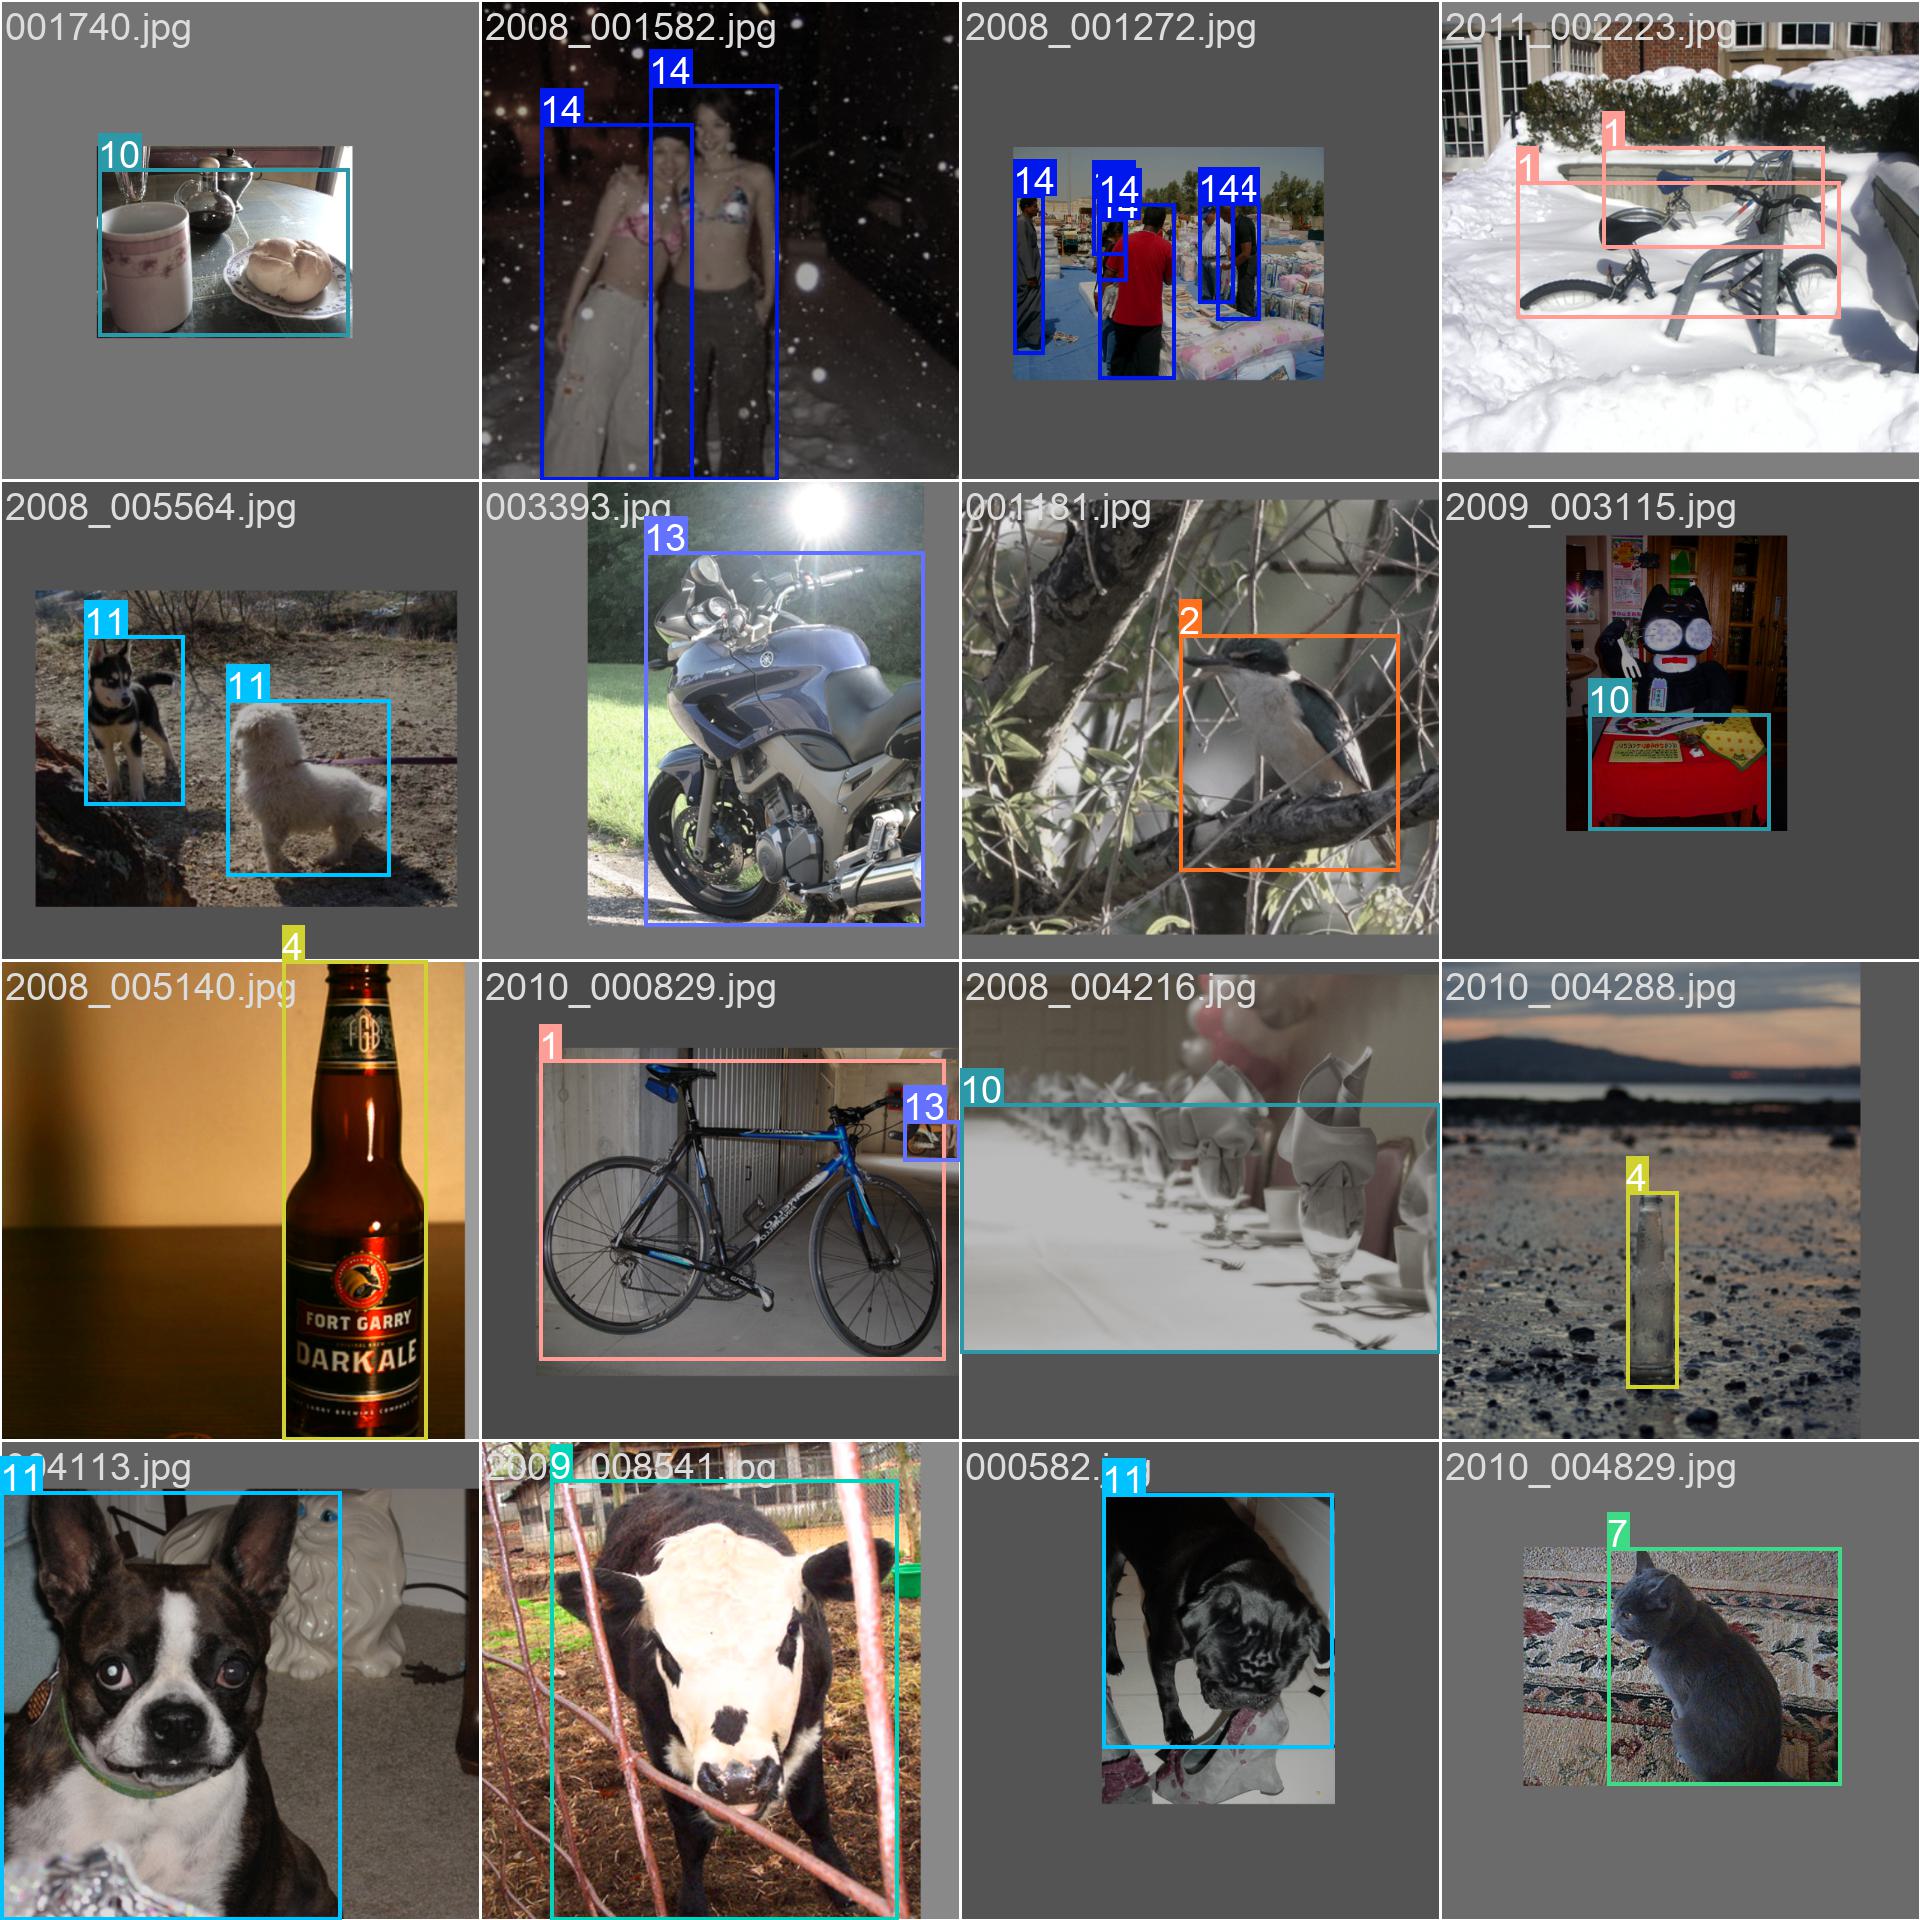 001740.jpg
10
2008_001582.jpg
14
14
2008_001272.jpg
14
14
14
144
2011_002223.jpg
1
1
2008_005564.jpg
11
11
003393.jpg
13
001181.jpg
2
2009_003115.jpg
10
2008_005140.jpg
4
FGB
FORT GARRY
DARK ALE
2010_000829.jpg
1
13
2008_004216.jpg
10
2010_004288.jpg
4
4113.jpg
11
2009_008541.jpg
9
000582.j
11
2010_004829.jpg
7